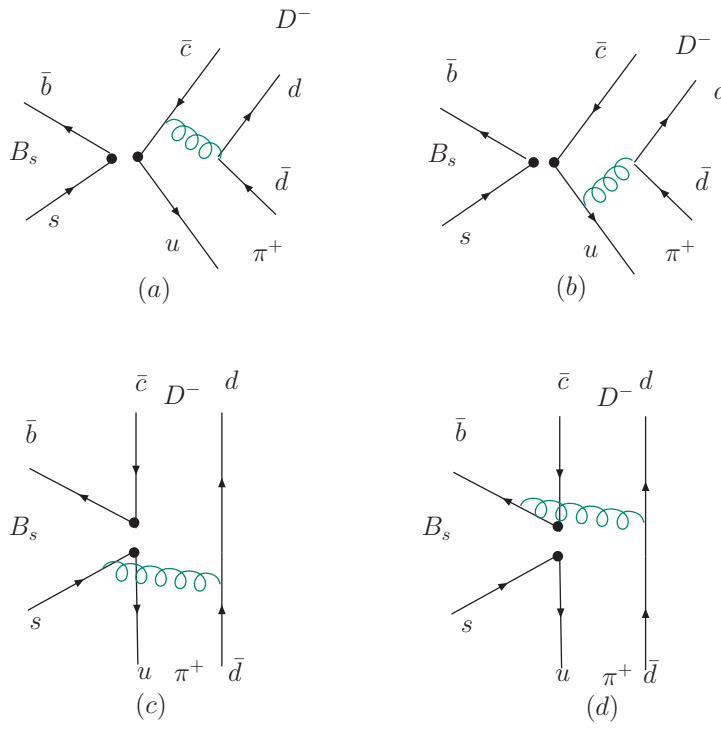 D⁻
c̄
b̄
d
B_s
d̄
s
u
π⁺
(a)
D⁻
c̄
b̄
B_s
d̄
s
u
π⁺
(b)
c̄
D⁻
d
b̄
B_s
s
u
π⁺
d̄
(c)
c̄
D⁻
d
b̄
B_s
s
u
π⁺
d̄
(d)